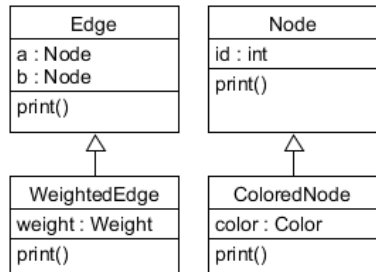 Edge
a : Node
b : Node
print()
Node
id : int
print()
WeightedEdge
weight : Weight
print()
ColoredNode
color : Color
print()